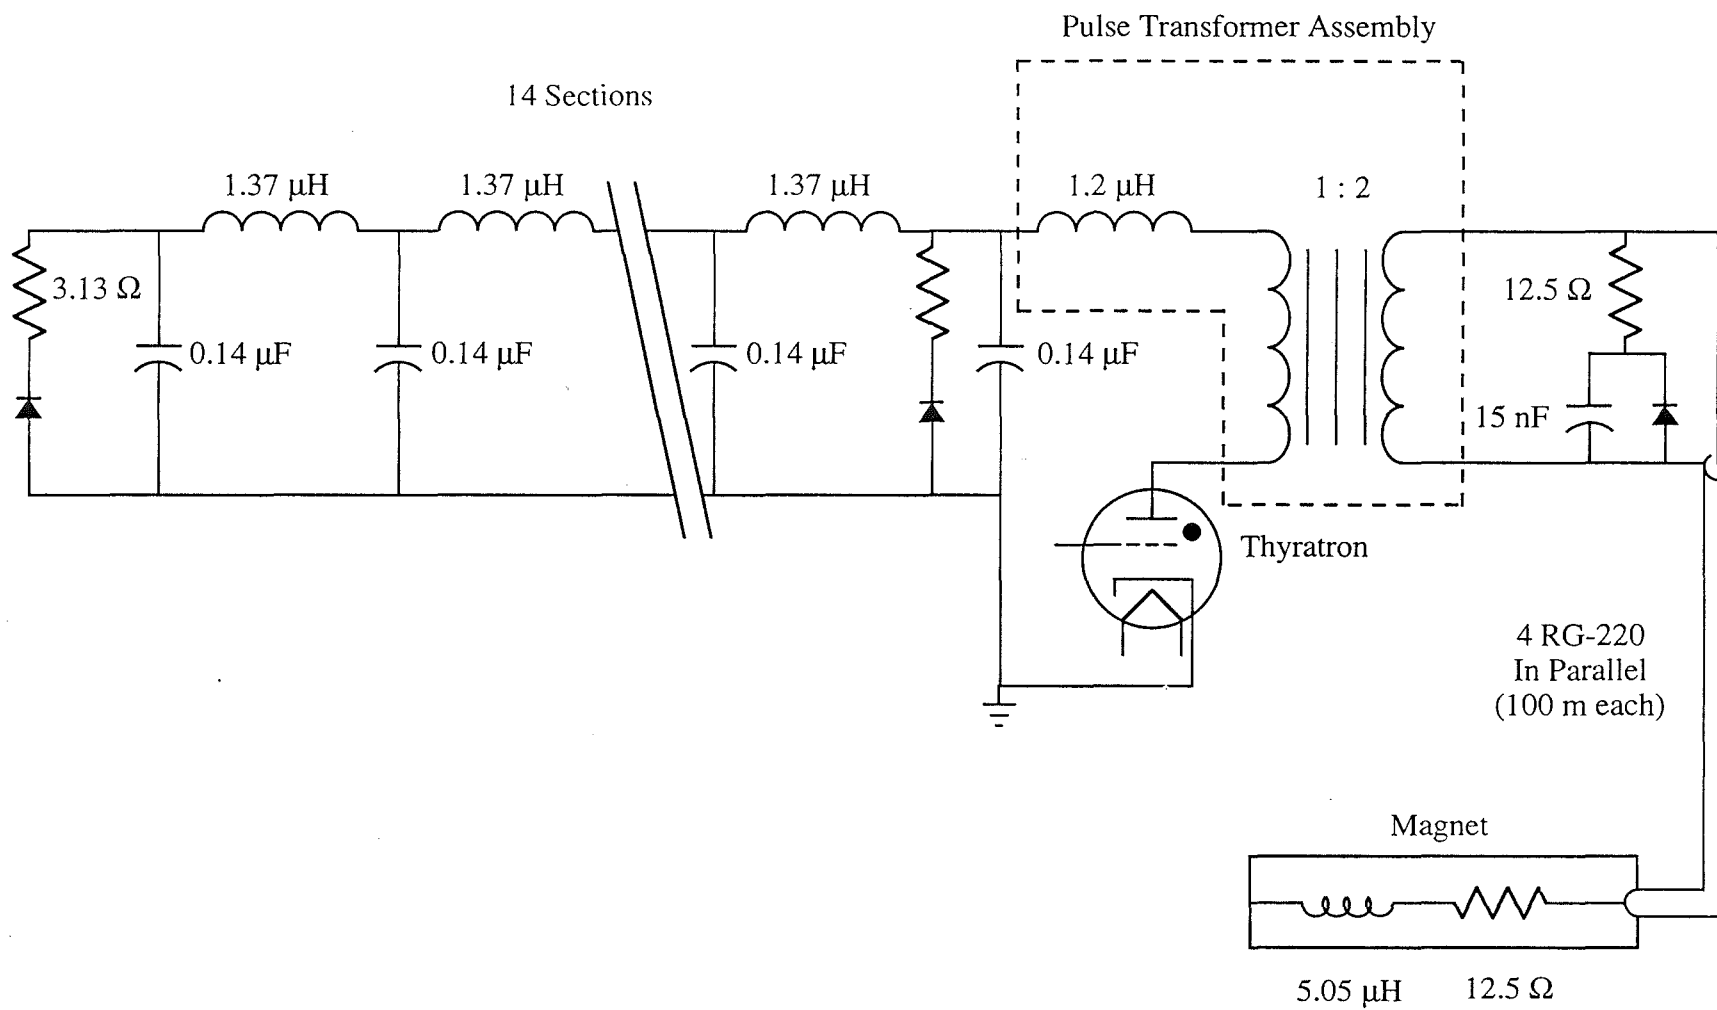 Pulse Transformer Assembly
14 Sections
1.37 μH
1.37 μH
1.37 μH
1.2 μH
1 : 2
3.13 Ω
12.5 Ω
0.14 μF
0.14 μF
0.14 μF
0.14 μF
15 nF
Thyratron
4 RG-220
In Parallel
(100 m each)
Magnet
5.05 μH
12.5 Ω